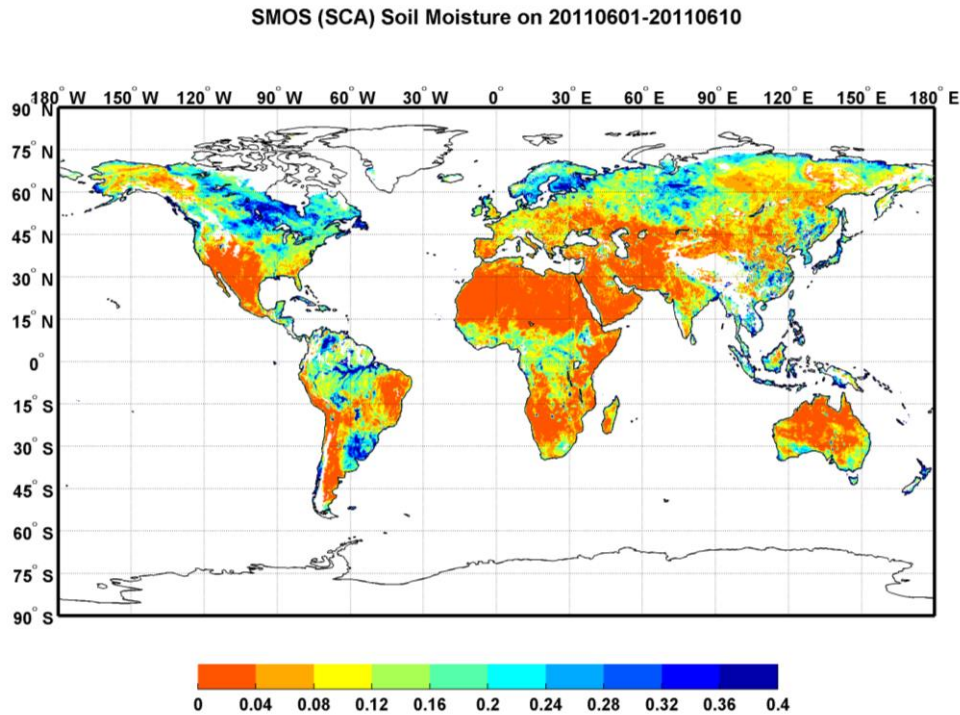 SMOS (SCA) Soil Moisture on 20110601-20110610
180° W 150° W 120° W 90° W 60° W 30° W 0° 30° E 60° E 90° E 120° E 150° E 180° E
90° N
75° N
60° N
45° N
30° N
15° N
0°
15° S
30° S
45° S
60° S
75° S
90° S
0 0.04 0.08 0.12 0.16 0.2 0.24 0.28 0.32 0.36 0.4